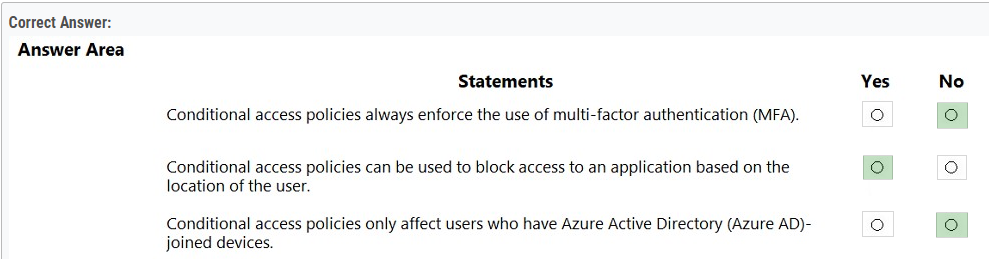 Correct Answer:
Answer Area
Statements Yes No
Conditional access policies always enforce the use of multi-factor authentication (MFA).
Conditional access policies can be used to block access to an application based on the
location of the user.
Conditional access policies only affect users who have Azure Active Directory (Azure AD)-
joined devices.